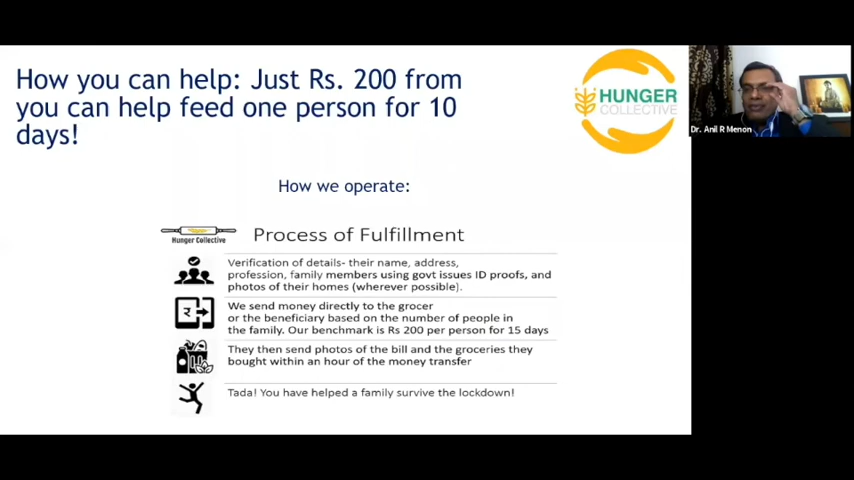 How you can help: Just Rs. 200 from
you can help feed one person for 10
days!
HUNGER
COLLECTIVE
Dr. Anil R Menon
How we operate:
Hunger Collective
Process of Fulfillment
Verification of details- their name, address,
profession, family members using govt issues ID proofs, and
photos of their homes (wherever possible).
₹
We send money directly to the grocer
or the beneficiary based on the number of people in
the family. Our benchmark is Rs 200 per person for 15 days
They then send photos of the bill and the groceries they
bought within an hour of the money transfer
Tada! You have helped a family survive the lockdown!